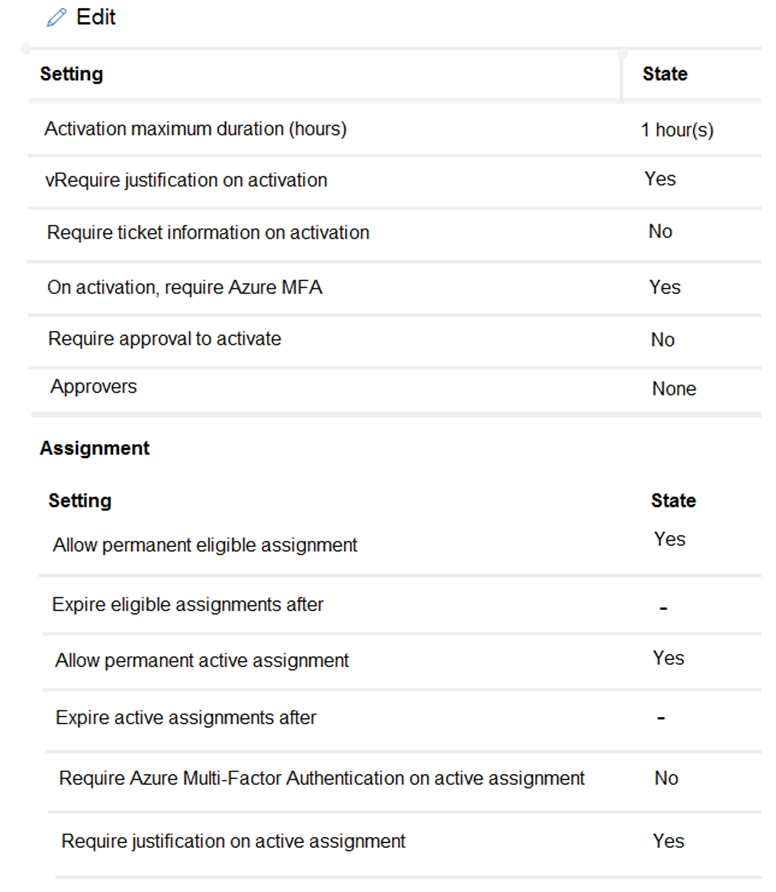 Edit
Setting State
Activation maximum duration (hours) 1 hour(s)
vRequire justification on activation Yes
Require ticket information on activation No
On activation, require Azure MFA Yes
Require approval to activate No
Approvers None
Assignment
Setting State
Allow permanent eligible assignment Yes
Expire eligible assignments after -
Allow permanent active assignment Yes
Expire active assignments after -
Require Azure Multi-Factor Authentication on active assignment No
Require justification on active assignment Yes